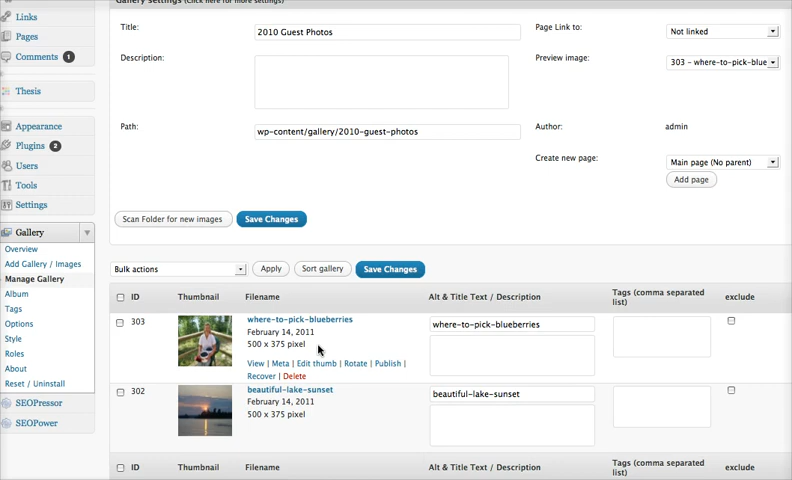 Gallery settings (Click here for more settings)
Links
Pages
Comments 1
Thesis
Appearance
Plugins 2
Users
Tools
Settings
Gallery
Overview
Add Gallery / Images
Manage Gallery
Album
Tags
Options
Style
Roles
About
Reset / Uninstall
SEOPressor
SEOPower
Title:
2010 Guest Photos
Page Link to:
Not linked
Description:
Preview image:
303 - where-to-pick-blue
Path:
wp-content/gallery/2010-guest-photos
Author:
admin
Create new page:
Main page (No parent)
Add page
Scan Folder for new images
Save Changes
Bulk actions
Apply
Sort gallery
Save Changes
ID
Thumbnail
Filename
Alt & Title Text / Description
Tags (comma separated
list)
exclude
303
where-to-pick-blueberries
February 14, 2011
500 x 375 pixel
View | Meta | Edit thumb | Rotate | Publish |
Recover | Delete
where-to-pick-blueberries
302
beautiful-lake-sunset
February 14, 2011
500 x 375 pixel
beautiful-lake-sunset
ID
Thumbnail
Filename
Alt & Title Text / Description
Tags (comma separated
list)
exclude